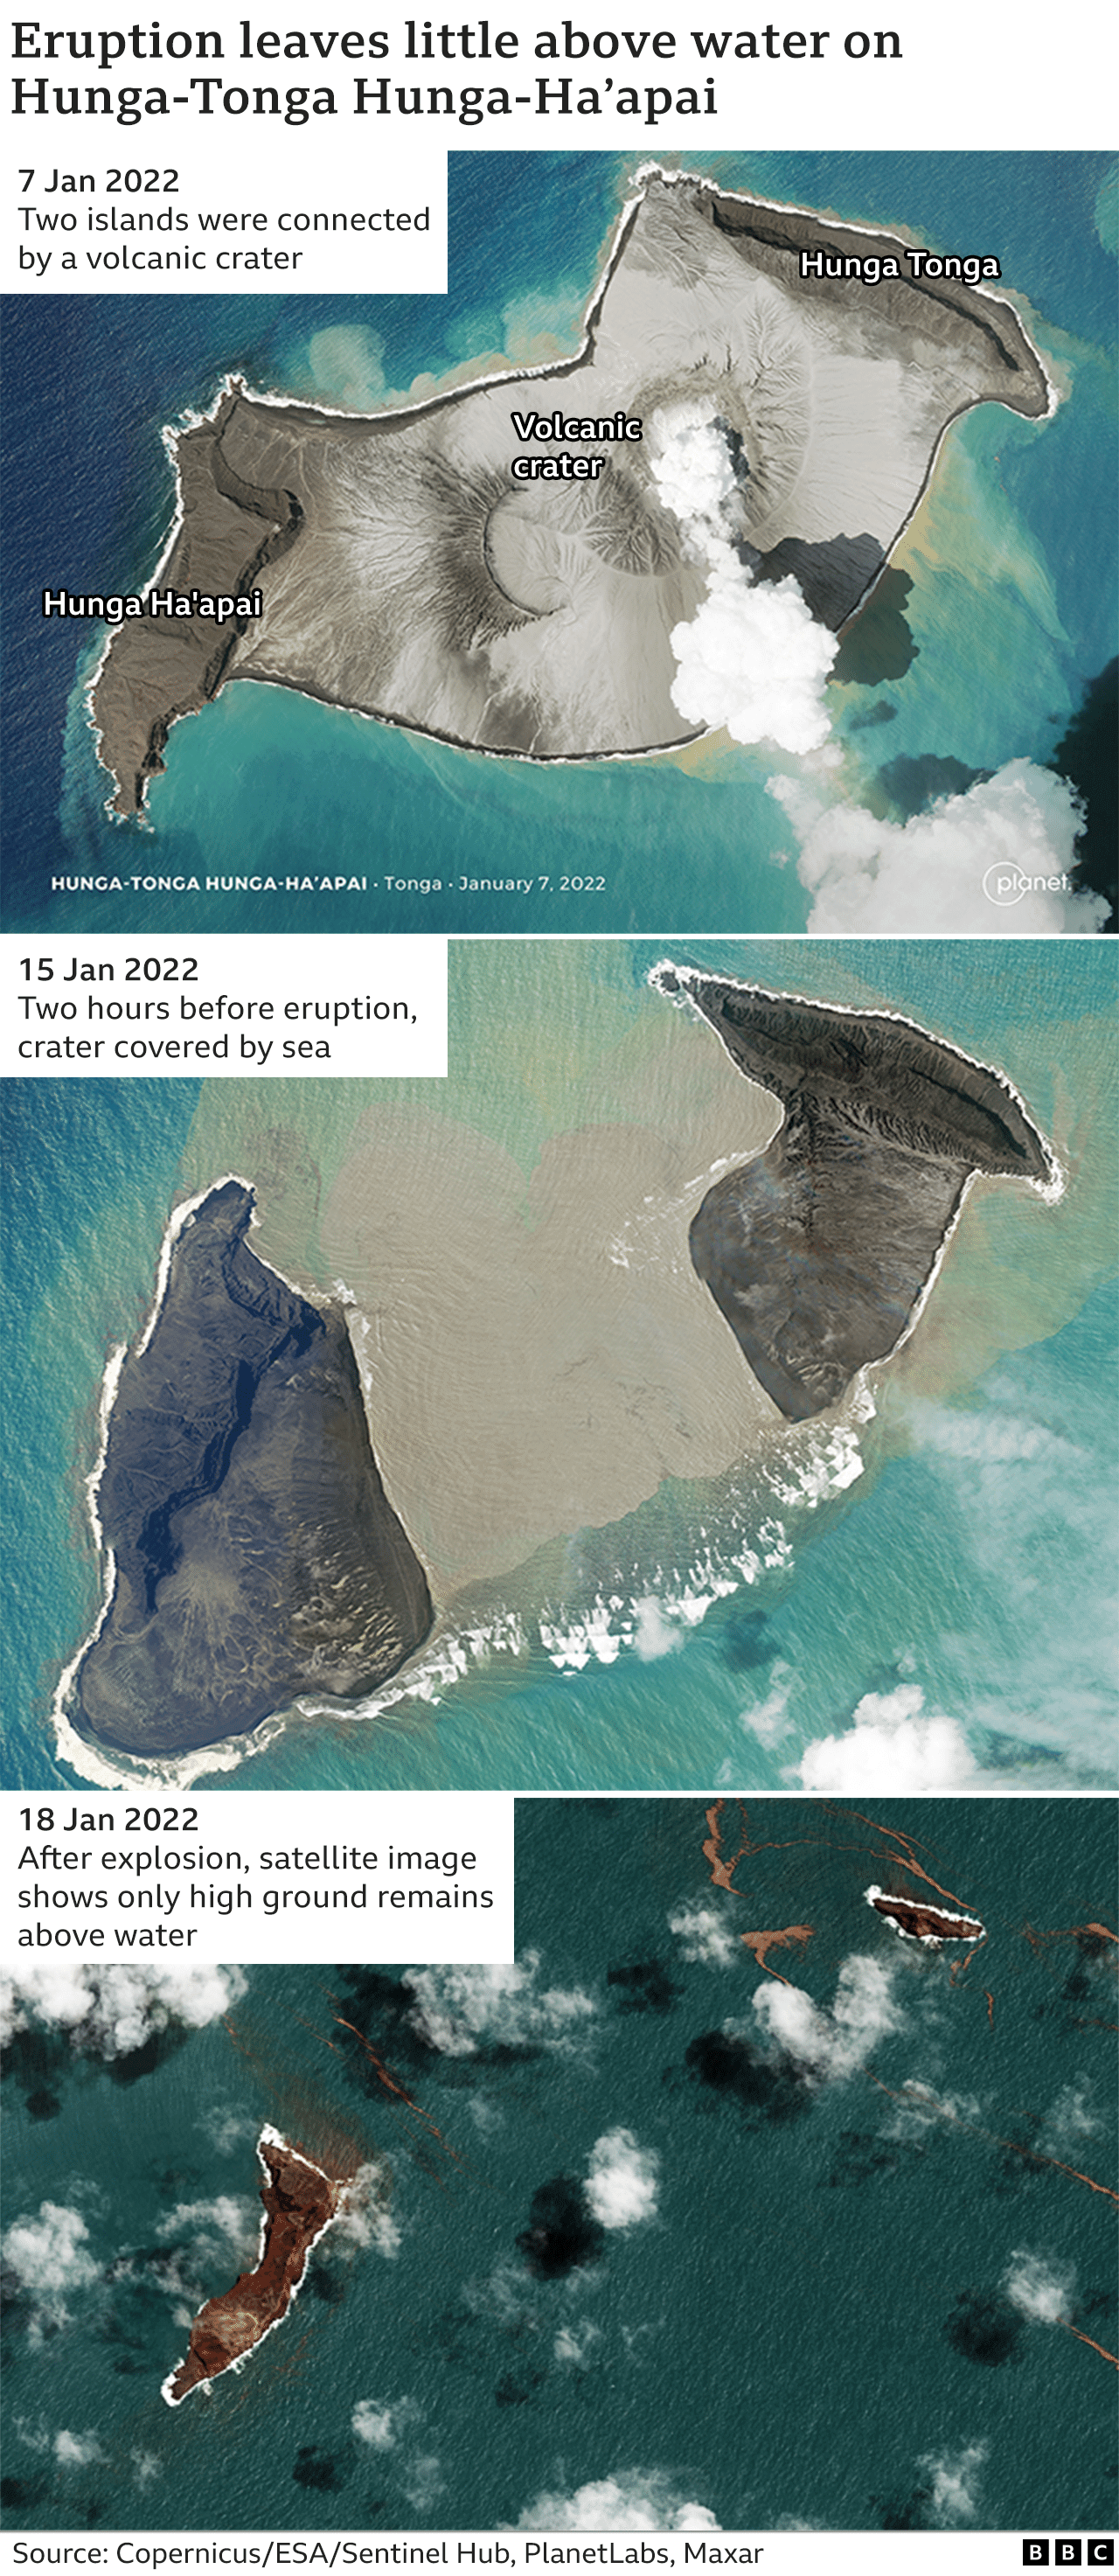 Eruption leaves little above water on
Hunga-Tonga Hunga-Ha’apai
7 Jan 2022
Two islands were connected
by a volcanic crater
Hunga Tonga
Volcanic
crater
Hunga Ha'apai
HUNGA-TONGA HUNGA-HA’APAI · Tonga · January 7, 2022
planet.
15 Jan 2022
Two hours before eruption,
crater covered by sea
18 Jan 2022
After explosion, satellite image
shows only high ground remains
above water
Source: Copernicus/ESA/Sentinel Hub, PlanetLabs, Maxar
BBC